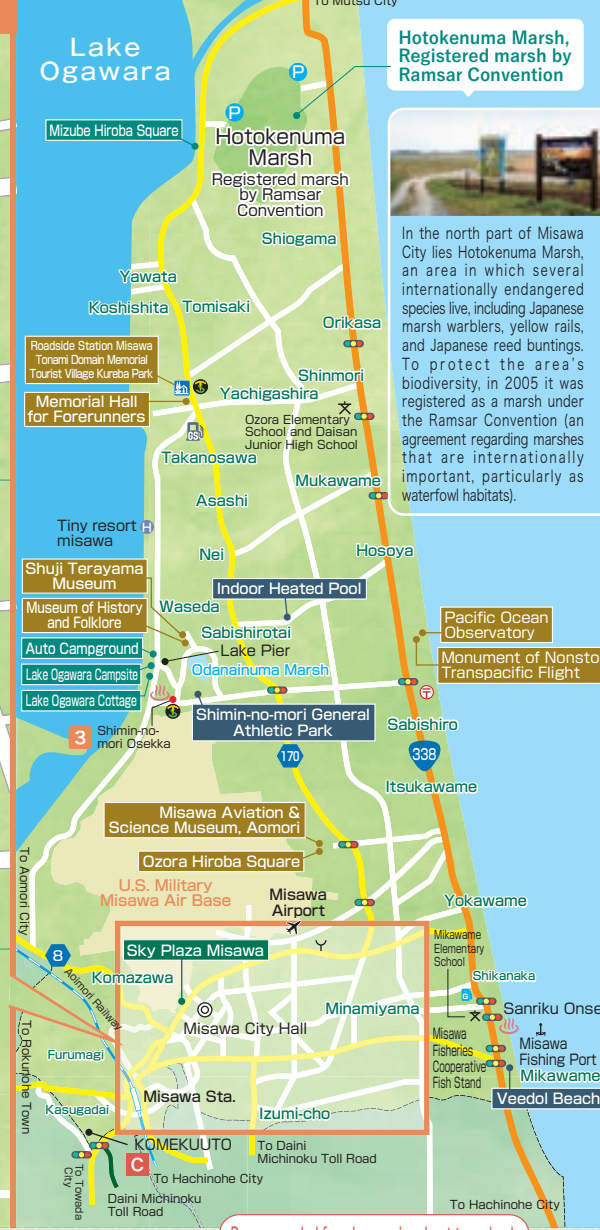 To Mutsu City
Lake
Ogawara
Hotokenuma Marsh,
Registered marsh by
Ramsar Convention
P
P
Mizube Hiroba Square
Hotokenuma
Marsh
Registered marsh
by Ramsar
Convention
In the north part of Misawa
City lies Hotokenuma Marsh,
an area in which several
internationally endangered
species live, including Japanese
marsh warblers, yellow rails,
and Japanese reed buntings.
To protect the area's
biodiversity, in 2005 it was
registered as a marsh under
the Ramsar Convention (an
agreement regarding marshes
that are internationally
important, particularly as
waterfowl habitats).
Shiogama
Yawata
Koshishita
Tomisaki
Orikasa
Roadside Station Misawa
Tonami Domain Memorial
Tourist Village Kureba Park
Shinmori
Yachigashira
Memorial Hall
for Forerunners
文
Ozora Elementary
School and Daisan
Junior High School
GS
Takanosawa
Mukawame
Asashi
Tiny resort
misawa
H
Nei
Hosoya
Shuji Terayama
Museum
Indoor Heated Pool
Museum of History
and Folklore
Waseda
Pacific Ocean
Observatory
Sabishirotai
Auto Campground
Lake Pier
Monument of Nonsto
Transpacific Flight
Lake Ogawara Campsite
Odanainuma Marsh
Lake Ogawara Cottage
〒
Shimin-no-mori General
Athletic Park
3
Shimin-no-
mori Osekka
Sabishiro
170
338
Itsukawame
Misawa Aviation &
Science Museum, Aomori
Ozora Hiroba Square
To Aomori City
U.S. Military
Misawa Air Base
Misawa
Airport
Yokawame
Mikawame
Elementary
School
Sky Plaza Misawa
8
Aoimori Railway
Komazawa
Shikanaka
G
Minamiyama
文
Sanriku Onse
Misawa City Hall
To Rokunohe Town
Misawa
Fisheries
Cooperative
Fish Stand
Misawa
Fishing Port
Furumagi
Mikawame
Misawa Sta.
Veedol Beach
Kasugadai
Izumi-cho
KOMEKUUTO
To Daini
Michinoku Toll Road
C
To Hachinohe City
To Towada
City
Daini Michinoku
Toll Road
To Hachinohe City